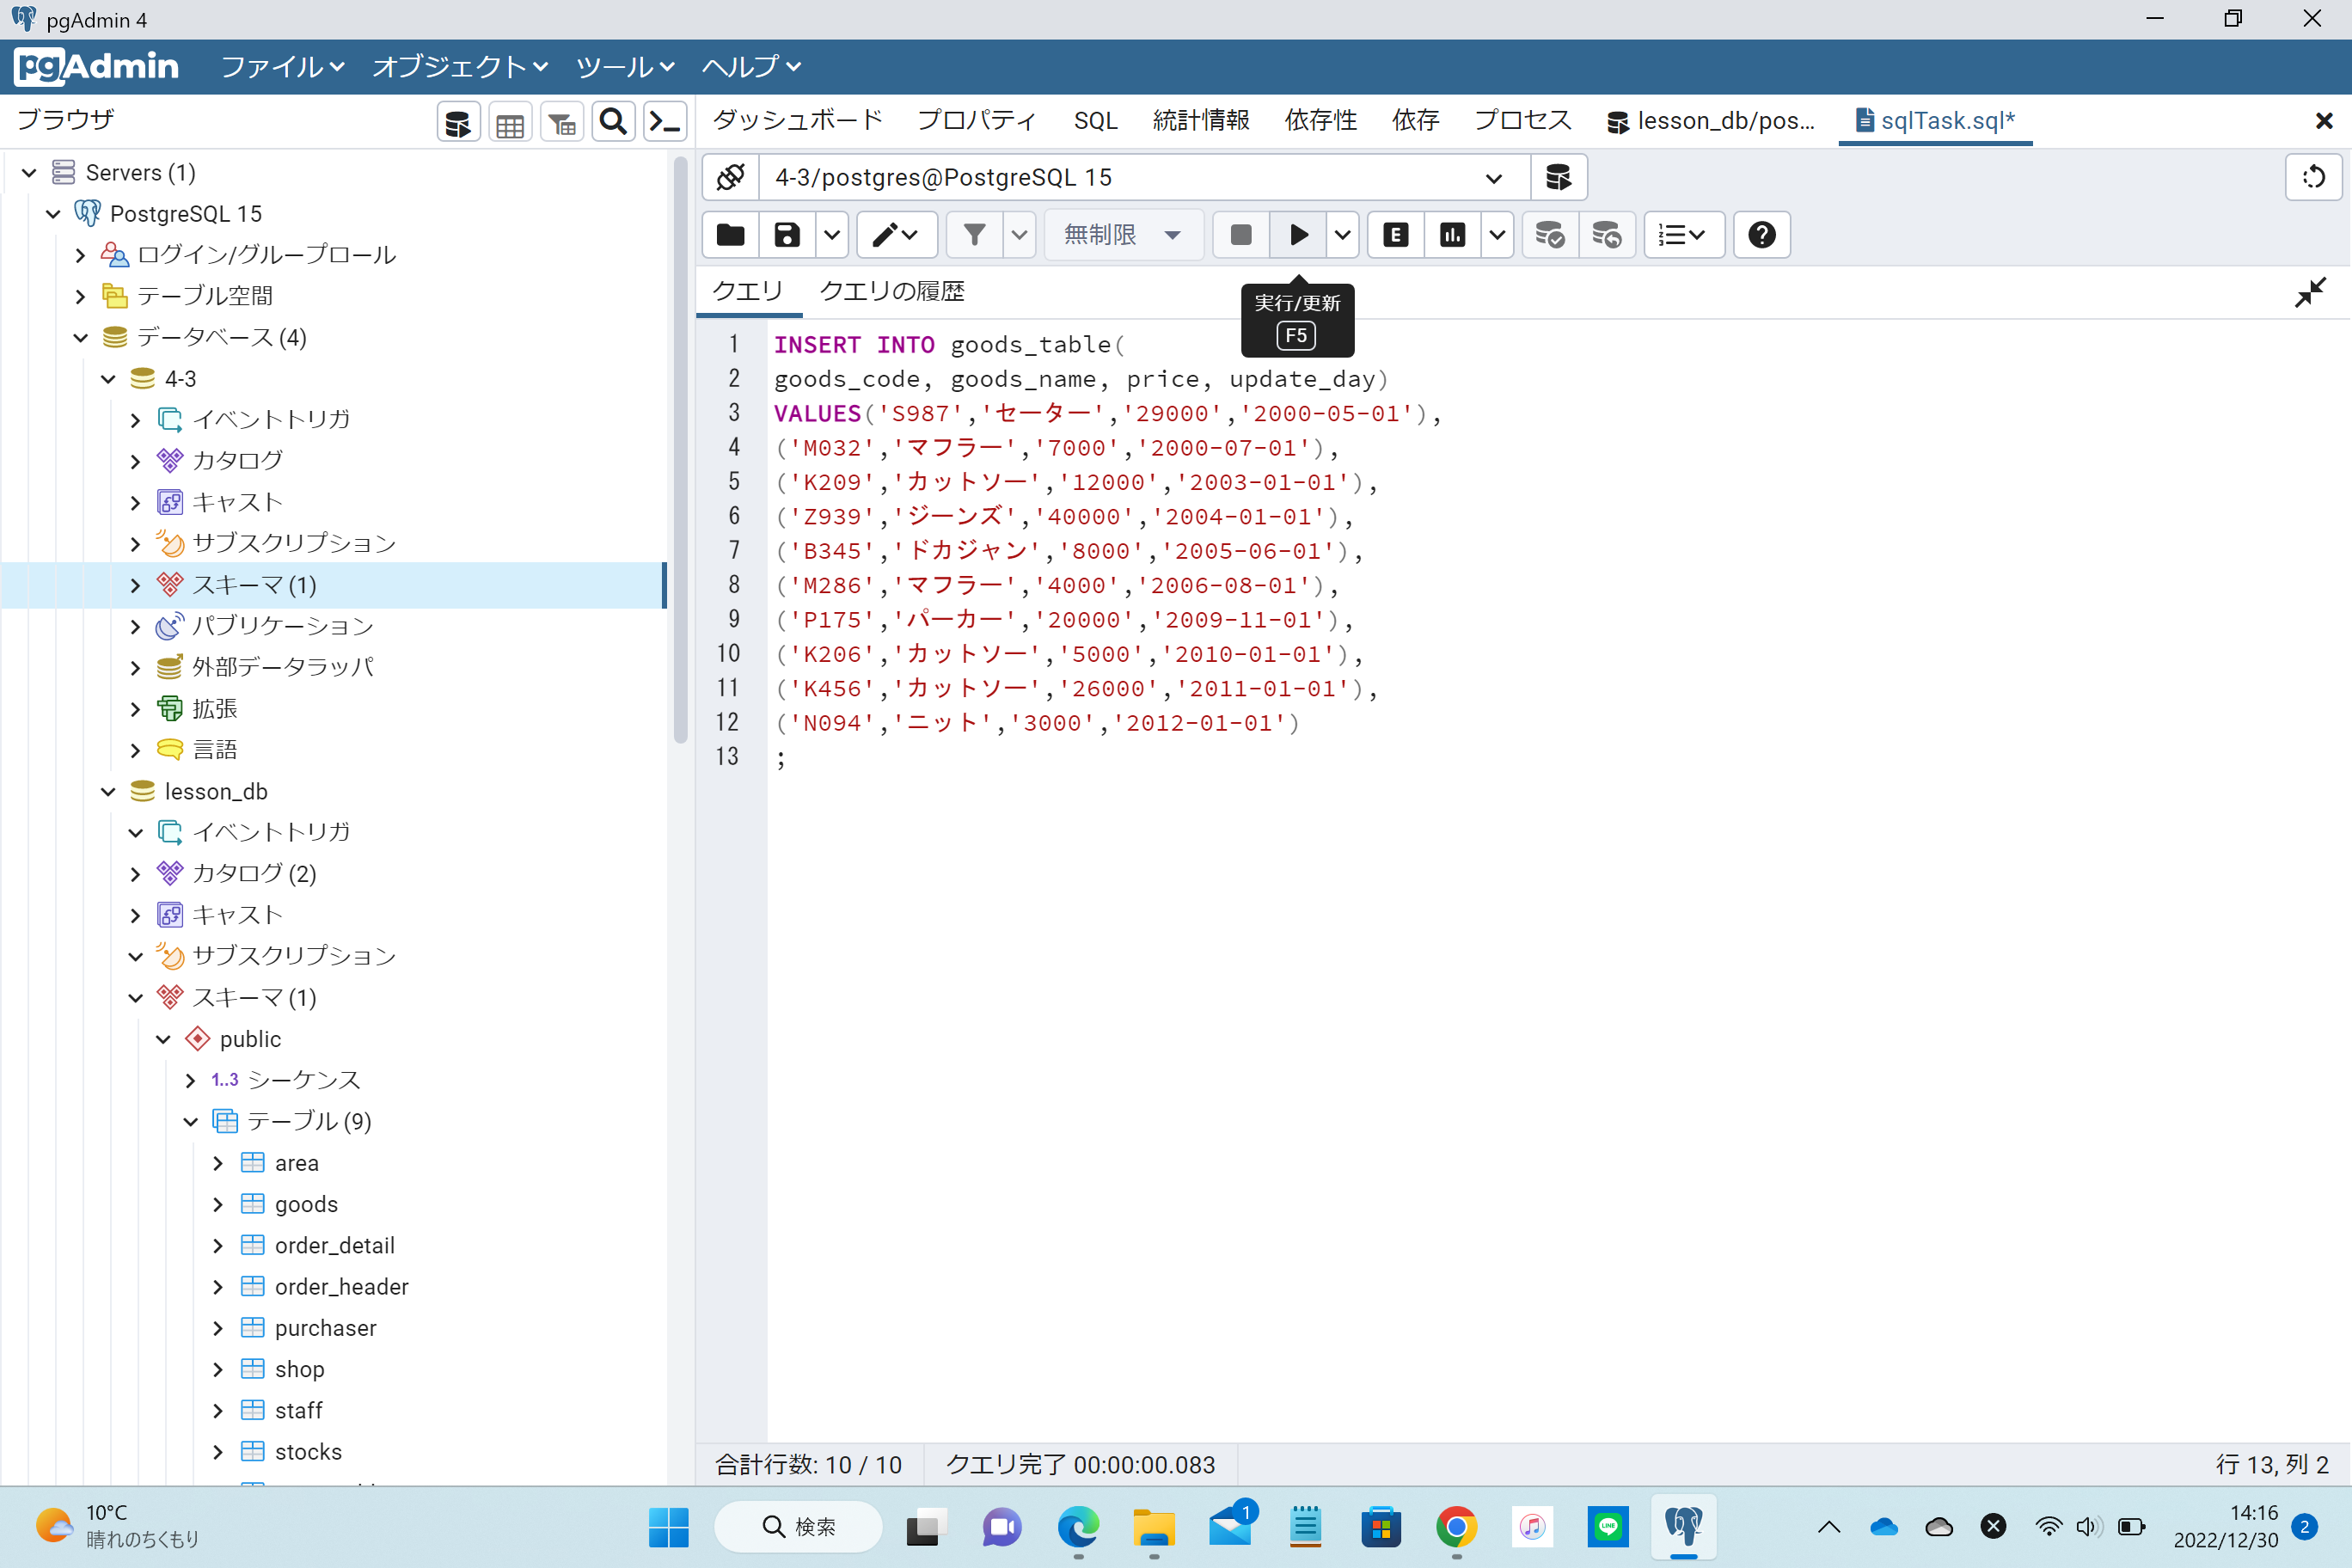 pgAdmin 4
pgAdmin ファイル オブジェクト ツール ヘルプ
ブラウザ
ダッシュボード プロパティ SQL 統計情報 依存性 依存 プロセス lesson_db/pos... sqlTask.sql*
Servers (1)
PostgreSQL 15
ログイン/グループロール
テーブル空間
データベース (4)
4-3
イベントトリガ
カタログ
キャスト
サブスクリプション
スキーマ (1)
パブリケーション
外部データラッパ
拡張
言語
lesson_db
イベントトリガ
カタログ (2)
キャスト
サブスクリプション
スキーマ (1)
public
1..3 シーケンス
テーブル (9)
area
goods
order_detail
order_header
purchaser
shop
staff
stocks
4-3/postgres@PostgreSQL 15
無制限
E
クエリ クエリの履歴
実行/更新
F5
1 INSERT INTO goods_table(
2 goods_code, goods_name, price, update_day)
3 VALUES('S987','セーター','29000','2000-05-01'),
4 ('M032','マフラー','7000','2000-07-01'),
5 ('K209','カットソー','12000','2003-01-01'),
6 ('Z939','ジーンズ','40000','2004-01-01'),
7 ('B345','ドカジャン','8000','2005-06-01'),
8 ('M286','マフラー','4000','2006-08-01'),
9 ('P175','パーカー','20000','2009-11-01'),
10 ('K206','カットソー','5000','2010-01-01'),
11 ('K456','カットソー','26000','2011-01-01'),
12 ('N094','ニット','3000','2012-01-01')
13 ;
合計行数: 10 / 10 クエリ完了 00:00:00.083 行 13, 列 2
10°C
晴れのちくもり
検索
1
LINE
14:16
2022/12/30
2